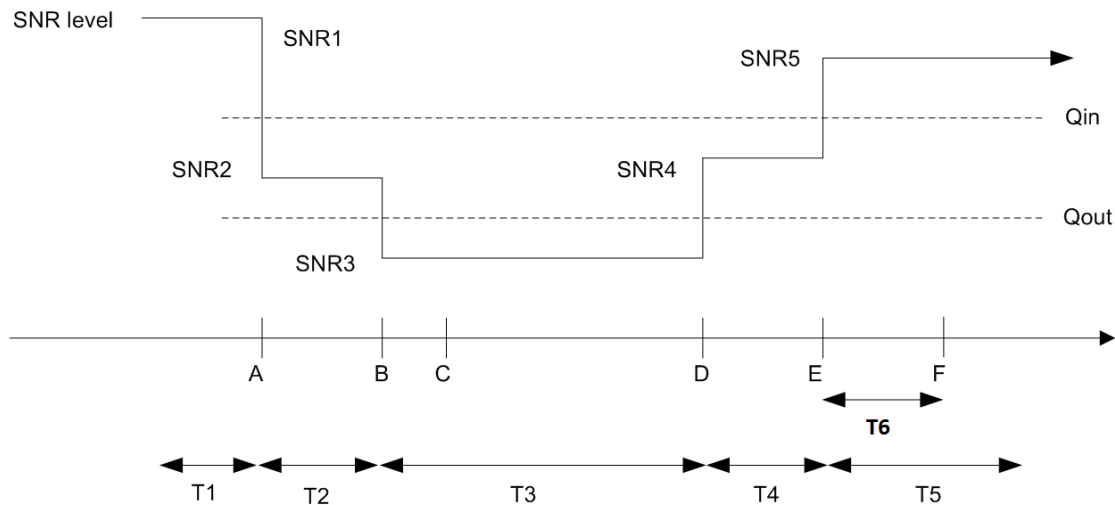 SNR level
SNR1
SNR5
Qin
SNR2
SNR4
Qout
SNR3
A B C D E F
T6
T1 T2 T3 T4 T5